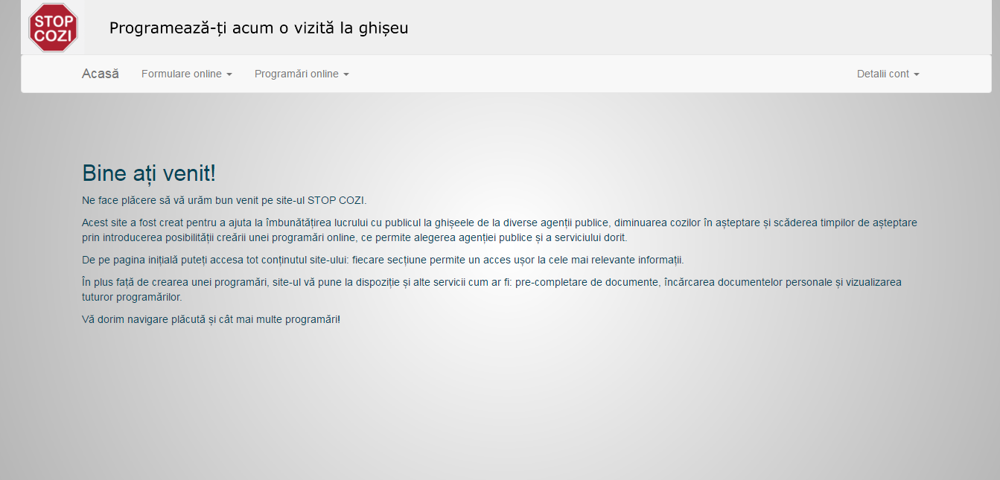 STOP
COZI
Programează-ți acum o vizită la ghișeu
Acasă Formulare online Programări online Detalii cont
Bine ați venit!
Ne face plăcere să vă urăm bun venit pe site-ul STOP COZI.
Acest site a fost creat pentru a ajuta la îmbunătățirea lucrului cu publicul la ghișeele de la diverse agenții publice, diminuarea cozilor în așteptare și scăderea timpilor de așteptare
prin introducerea posibilității creării unei programări online, ce permite alegerea agenției publice și a serviciului dorit.
De pe pagina inițială puteți accesa tot conținutul site-ului: fiecare secțiune permite un acces ușor la cele mai relevante informații.
În plus față de crearea unei programări, site-ul vă pune la dispoziție și alte servicii cum ar fi: pre-completare de documente, încărcarea documentelor personale și vizualizarea
tuturor programărilor.
Vă dorim navigare plăcută și cât mai multe programări!